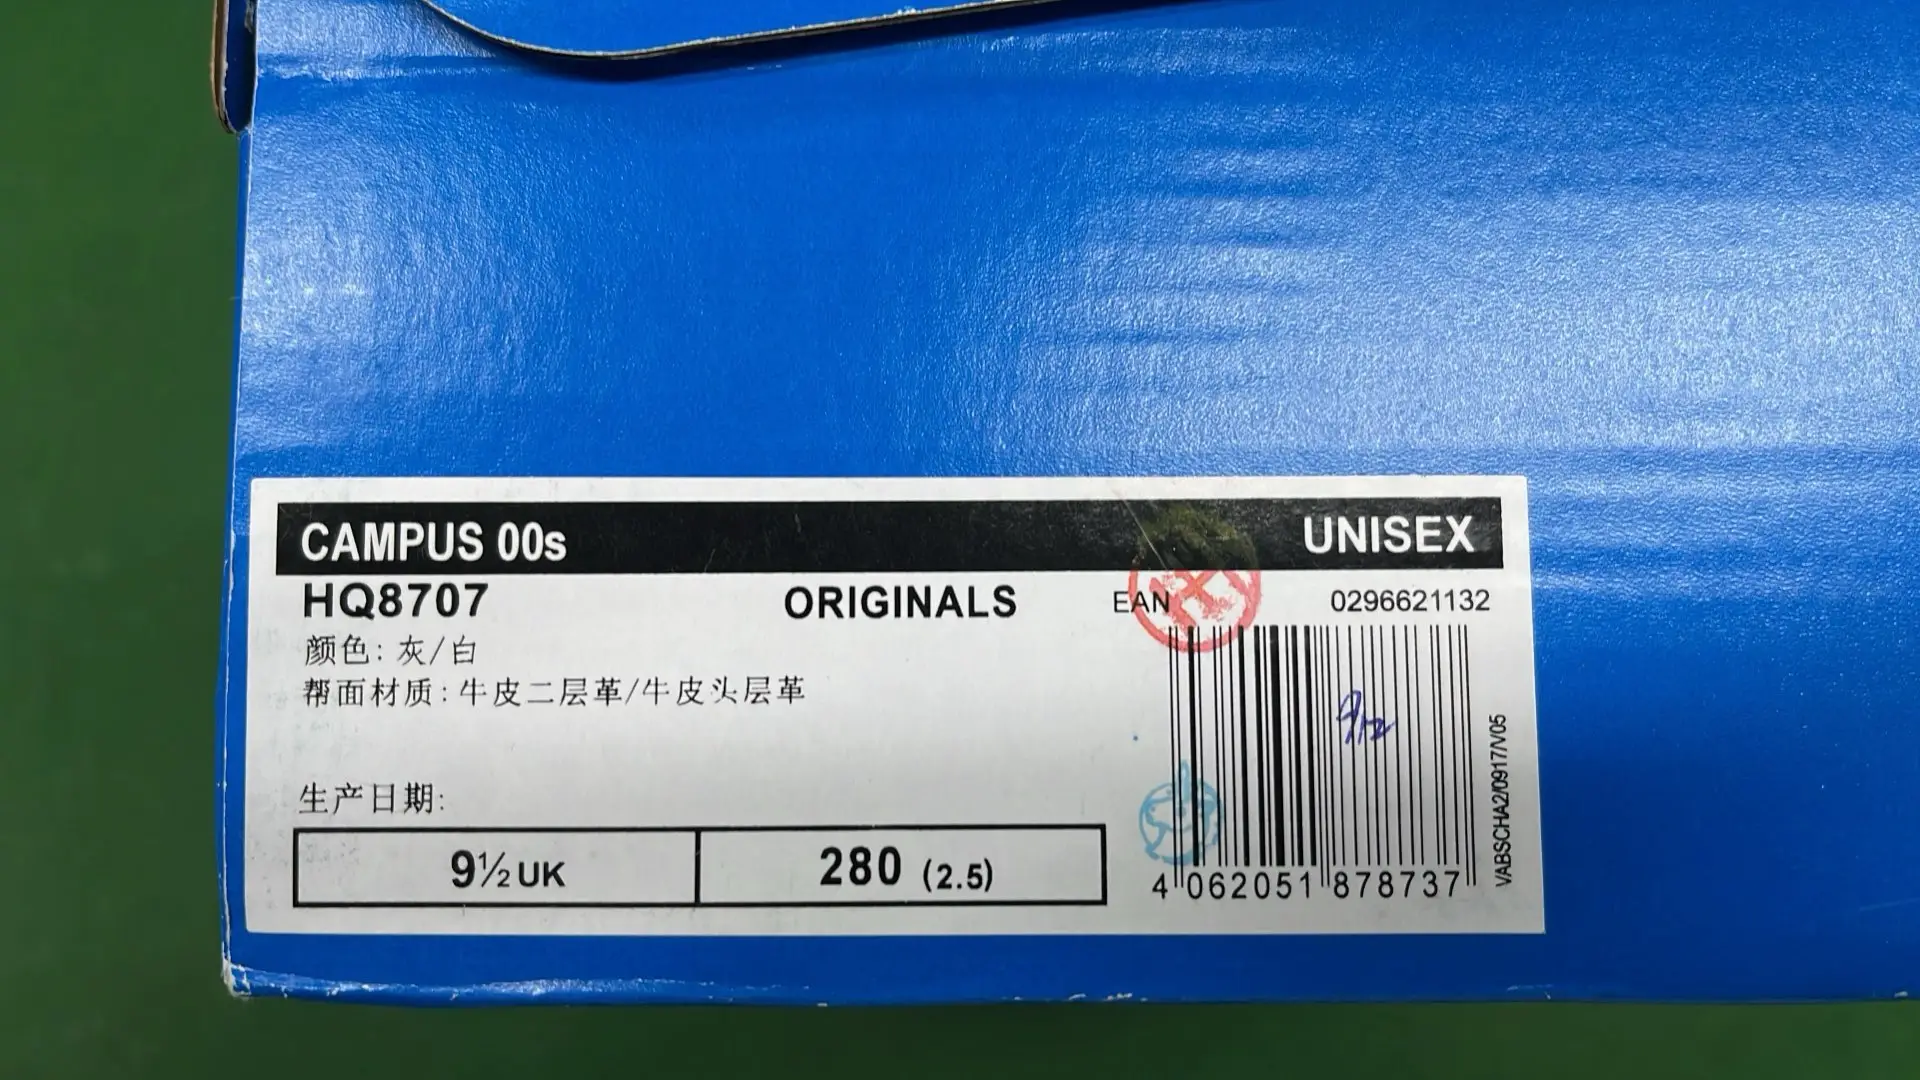 CAMPUS 00s UNISEX
HQ8707 ORIGINALS EAN 0296621132
颜色: 灰/白
帮面材质: 牛皮二层革/牛皮头层革
生产日期:
9½ UK 280 (2.5)
4 062051 878737
VABSCHA2/0917/V05